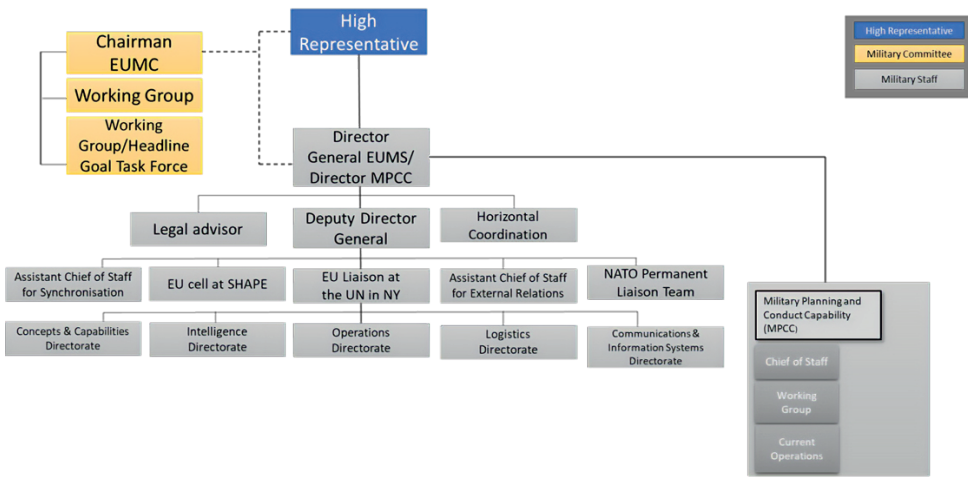 High
Representative
Chairman
EUMC
Working Group
Working
Group/Headline
Goal Task Force
High Representative
Military Committee
Military Staff
Director
General EUMS/
Director MPCC
Legal advisor
Deputy Director
General
Horizontal
Coordination
Assistant Chief of Staff
for Synchronisation
EU cell at SHAPE
EU Liaison at
the UN in NY
Assistant Chief of Staff
for External Relations
NATO Permanent
Liaison Team
Concepts & Capabilities
Directorate
Intelligence
Directorate
Operations
Directorate
Logistics
Directorate
Communications &
Information Systems
Directorate
Military Planning and
Conduct Capability
(MPCC)
Chief of Staff
Working
Group
Current
Operations